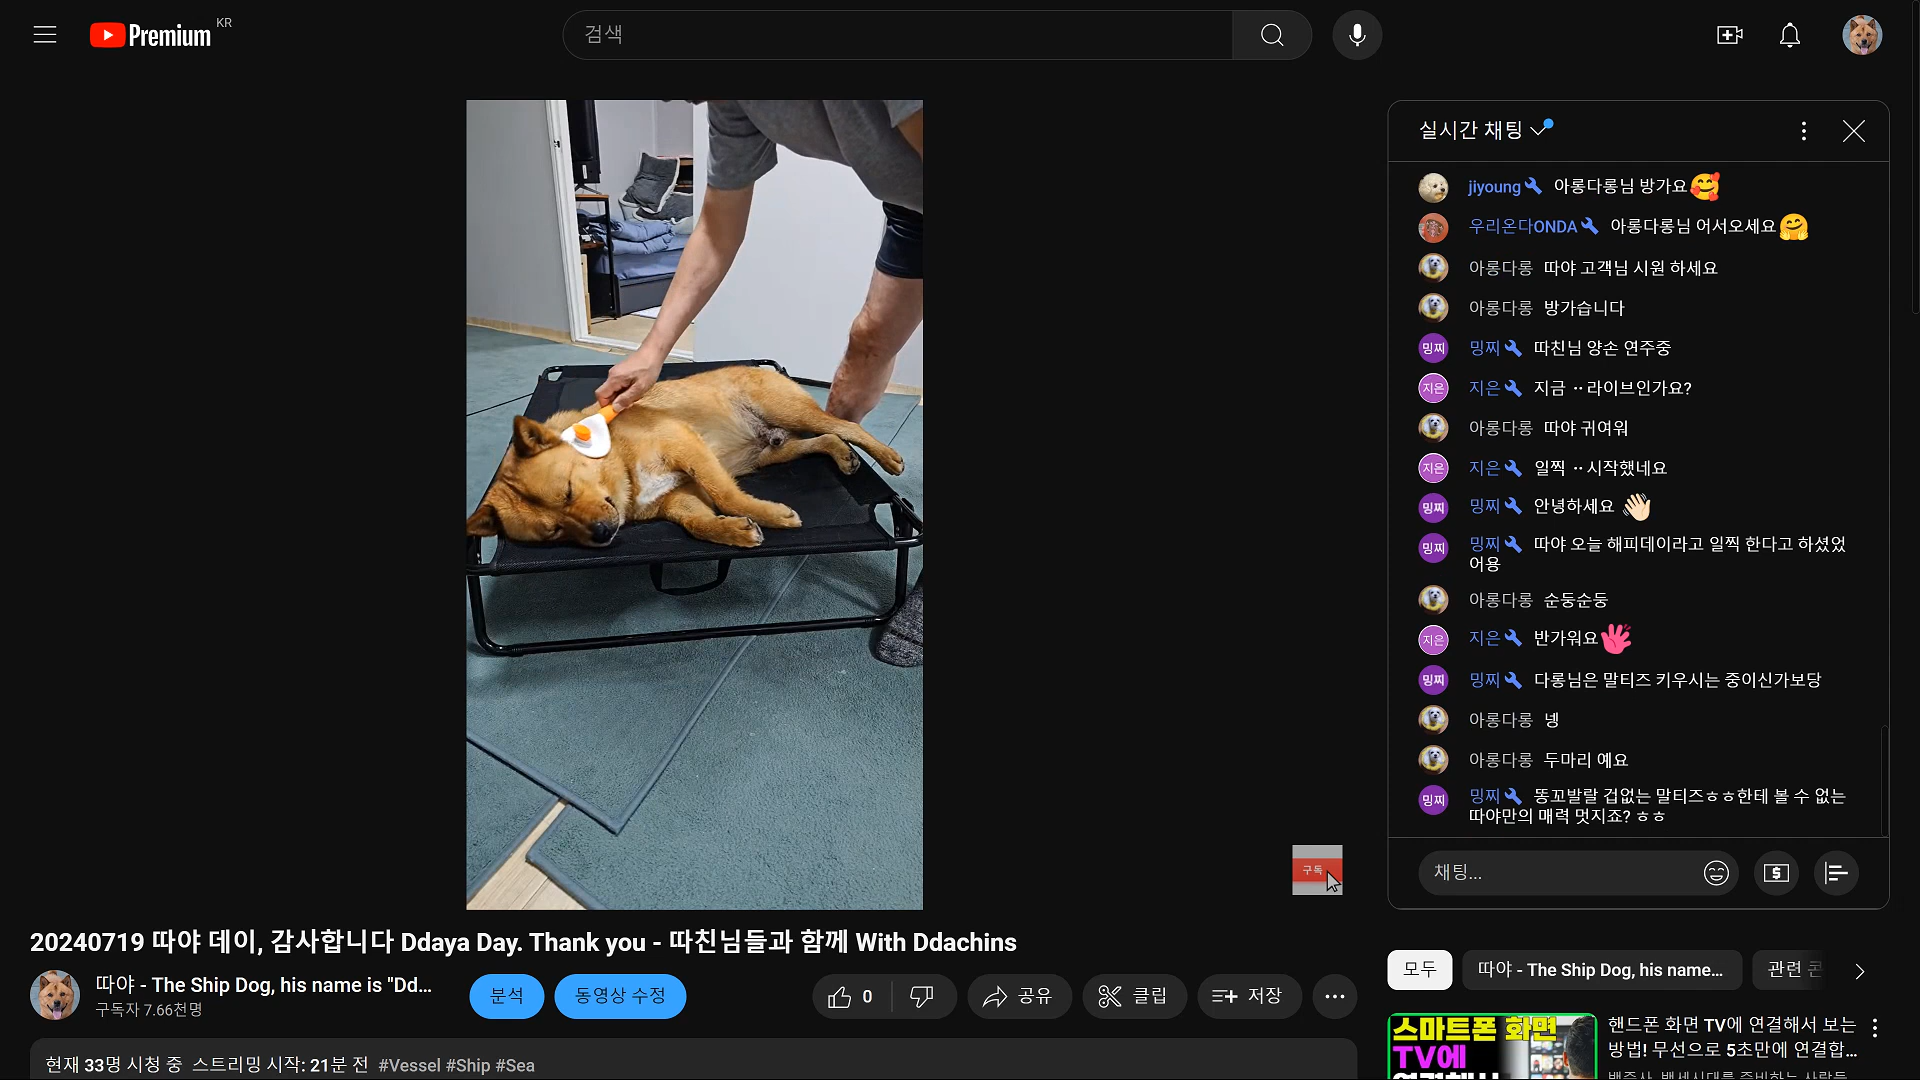 Premium KR
검색
실시간 채팅
jiyoung 아롱다롱님 방가요🥰
우리온다ONDA 아롱다롱님 어서오세요🤗
아롱다롱 따야 고객님 시원 하세요
아롱다롱 방가습니다
밍찌 밍찌 따친님 양손 연주중
지은 지은 지금 ··라이브인가요?
아롱다롱 따야 귀여워
지은 지은 일찍 ··시작했네요
밍찌 밍찌 안녕하세요 👋🏻
밍찌 밍찌 따야 오늘 해피데이라고 일찍 한다고 하셨었
어용
아롱다롱 순둥순둥
지은 지은 반가워요
밍찌 밍찌 다롱님은 말티즈 키우시는 중이신가보당
아롱다롱 넹
아롱다롱 두마리 예요
밍찌 밍찌 똥꼬발랄 겁없는 말티즈ㅎㅎ한테 볼 수 없는
따야만의 매력 멋지죠? ㅎㅎ
채팅...
구독
20240719 따야 데이, 감사합니다 Ddaya Day. Thank you - 따친님들과 함께 With Ddachins
따야 - The Ship Dog, his name is "Dd...
구독자 7.66천명
분석
동영상 수정
0
공유
클립
저장
현재 33명 시청 중 스트리밍 시작: 21분 전 #Vessel #Ship #Sea
모두
따야 - The Ship Dog, his name...
관련
스마트폰 화면
TV에
핸드폰 화면 TV에 연결해서 보는
방법! 무선으로 5초만에 연결합...